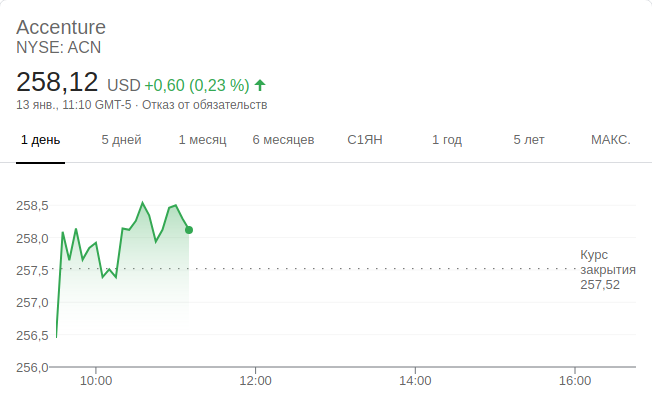 Accenture
NYSE: ACN
258,12 USD +0,60 (0,23 %)
13 янв., 11:10 GMT-5 · Отказ от обязательств
1 день 5 дней 1 месяц 6 месяцев С1ЯН 1 год 5 лет МАКС.
258,5
258,0
Курс
257,5 закрытия
257,52
257,0
256,5
256,0
10:00 12:00 14:00 16:00